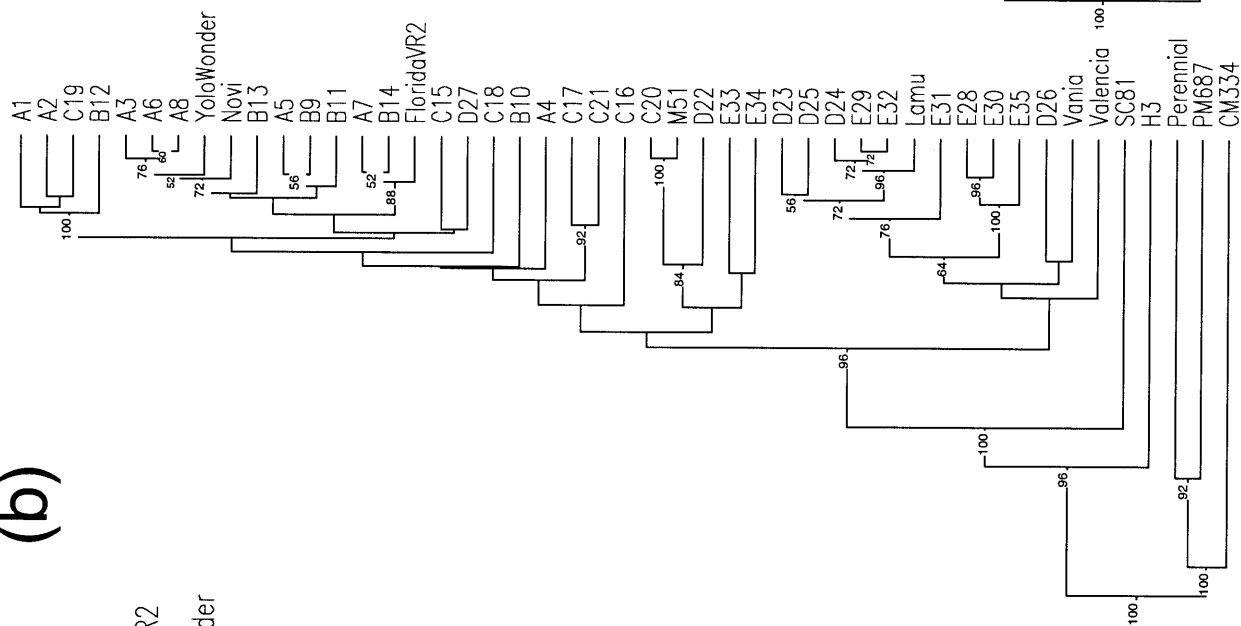 (b)
A1
A2
C19
B12
A3
A6
A8
YoloWonder
Novi
B13
A5
B9
B11
A7
B14
FloridaVR2
C15
D27
C18
B10
A4
C17
C21
C16
C20
M51
D22
E33
E34
D23
D25
D24
E29
E32
Lamu
E31
E28
E30
E35
D26
Vania
Valencia
SC81
H3
Perennial
PM687
CM334
100
76
60
52
72
56
52
88
100
92
100
84
56
72
72
96
72
76
96
100
64
96
100
96
92
100
100
R2
der